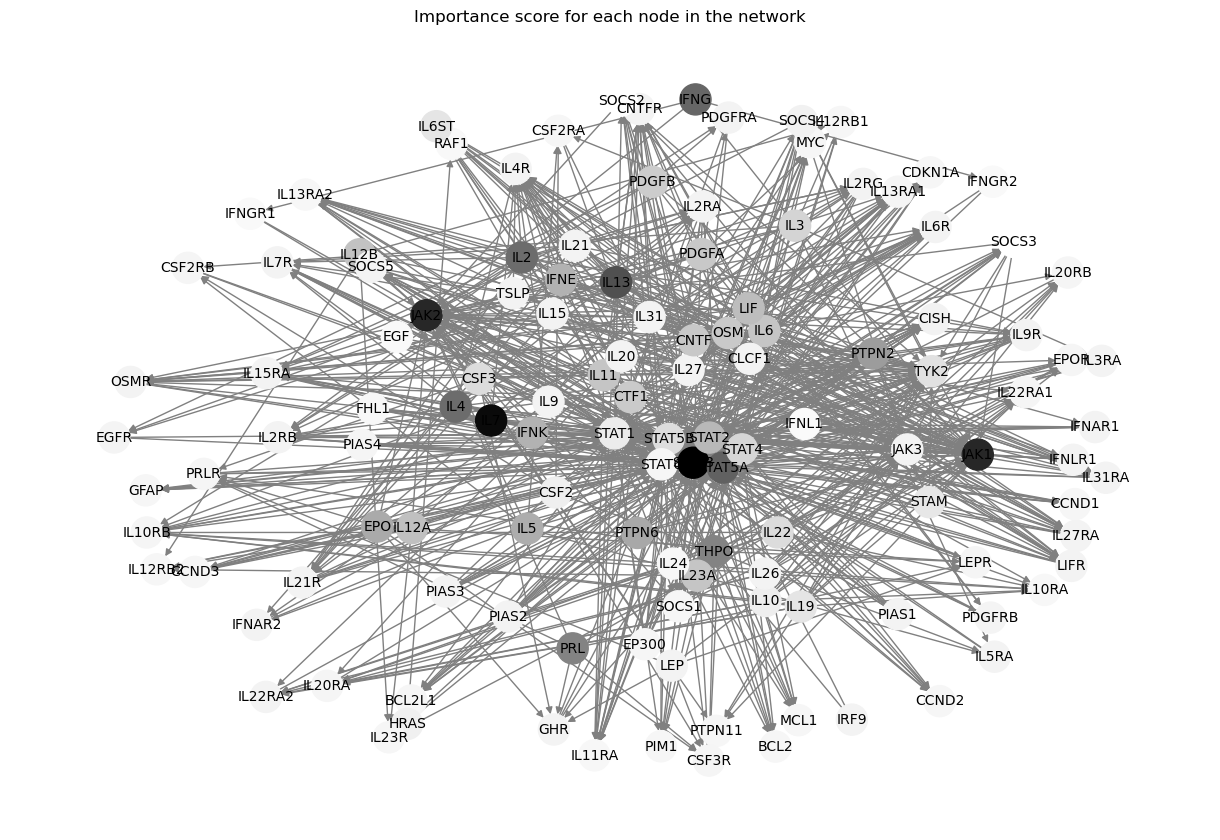 Importance score for each node in the network
IFNG
SOCS2
CNTFR
PDGFRA
SOCS4
IL12RB1
IL6ST
CSF2RA
RAF1
MYC
IL4R
CDKN1A
PDGFB
IL2RG
IFNGR2
IL13RA1
IL13RA2
IL2RA
IFNGR1
IL3
IL6R
SOCS3
IL21
IL12B
PDGFA
IL2
IL7R
SOCS5
CSF2RB
IL20RB
IFNE
IL13
TSLP
LIF
JAK2
IL15
IL31
CISH
OSM
IL6
IL9R
EGF
CNTF
PTPN2
IL20
CLCF1
EPOR
IL3RA
IL27
TYK2
IL15RA
IL11
OSMR
CSF3
IL22RA1
CTF1
IL9
IL4
FHL1
IL7
IFNL1
IFNAR1
IFNK
STAT1
STAT5B
STAT2
EGFR
IL2RB
PIAS4
STAT4
JAK3
JAK1
IFNLR1
STAT5A
PRLR
IL31RA
GFAP
CSF2
STAM
CCND1
EPO
IL12A
IL5
PTPN6
IL22
IL10RB
IL27RA
THPO
LEPR
LIFR
IL24
IL12RB2
CCND3
IL23A
IL26
IL21R
IL10RA
PIAS3
IL10
SOCS1
IL19
PIAS1
PIAS2
PDGFRB
IFNAR2
EP300
PRL
IL5RA
LEP
IL20RA
IL22RA2
BCL2L1
CCND2
HRAS
MCL1
IRF9
GHR
PTPN11
IL23R
PIM1
BCL2
IL11RA
CSF3R